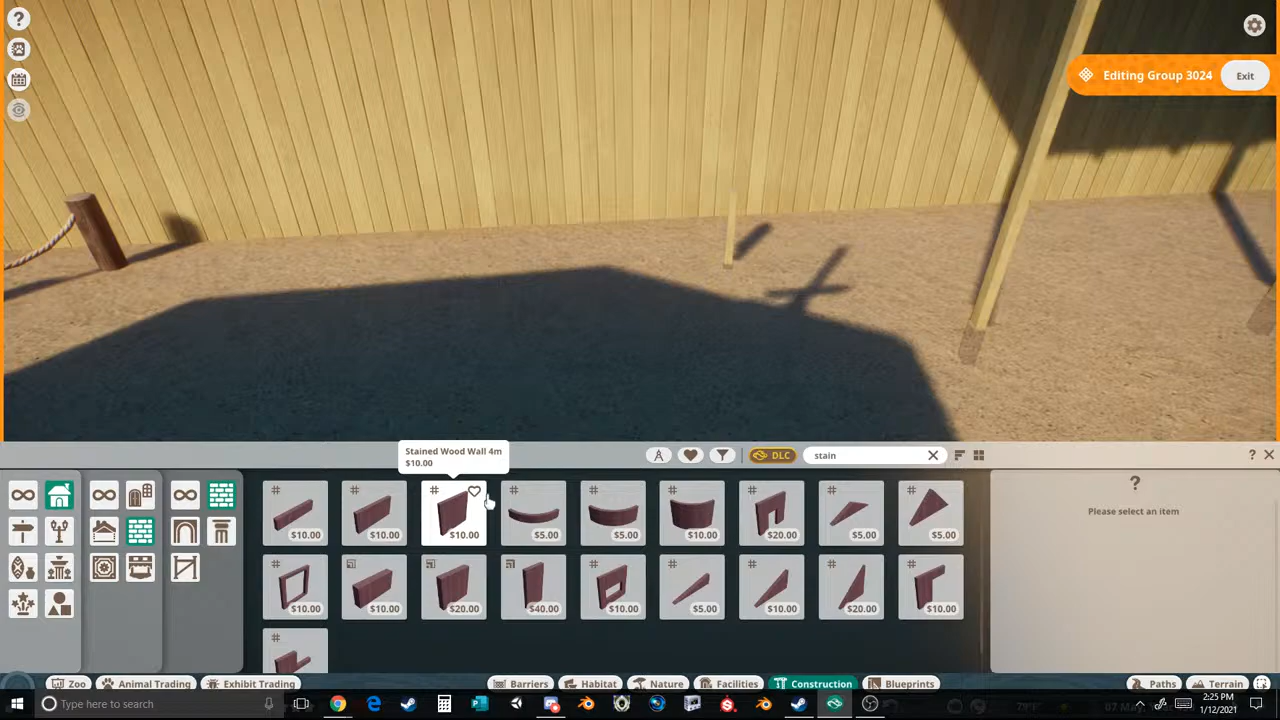 ?
Editing Group 3024
Exit
Stained Wood Wall 4m
$10.00
DLC
stain
?
$10.00
$10.00
$10.00
$5.00
$5.00
$10.00
$20.00
$5.00
$5.00
?
Please select an item
$10.00
$10.00
$20.00
$40.00
$10.00
$5.00
$10.00
$20.00
$10.00
Zoo
Animal Trading
Exhibit Trading
Barriers
Habitat
Nature
Facilities
Construction
Blueprints
Paths
Terrain
Type here to search
2:25 PM
1/12/2021